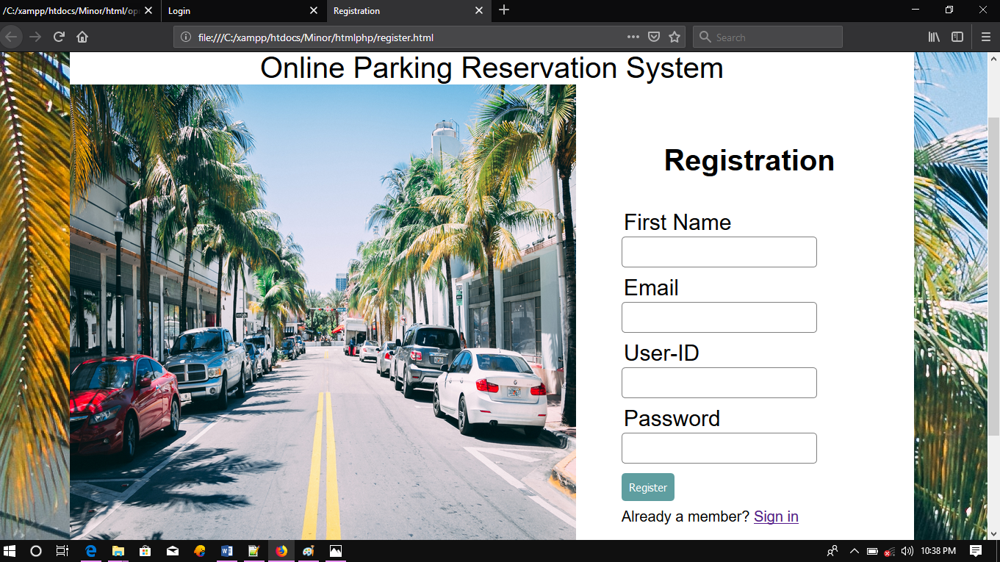 /C:/xampp/htdocs/Minor/html/op
Login
Registration
file:///C:/xampp/htdocs/Minor/htmlphp/register.html
Search
Online Parking Reservation System
Registration
First Name
Email
User-ID
Password
Register
Already a member? Sign in
10:38 PM